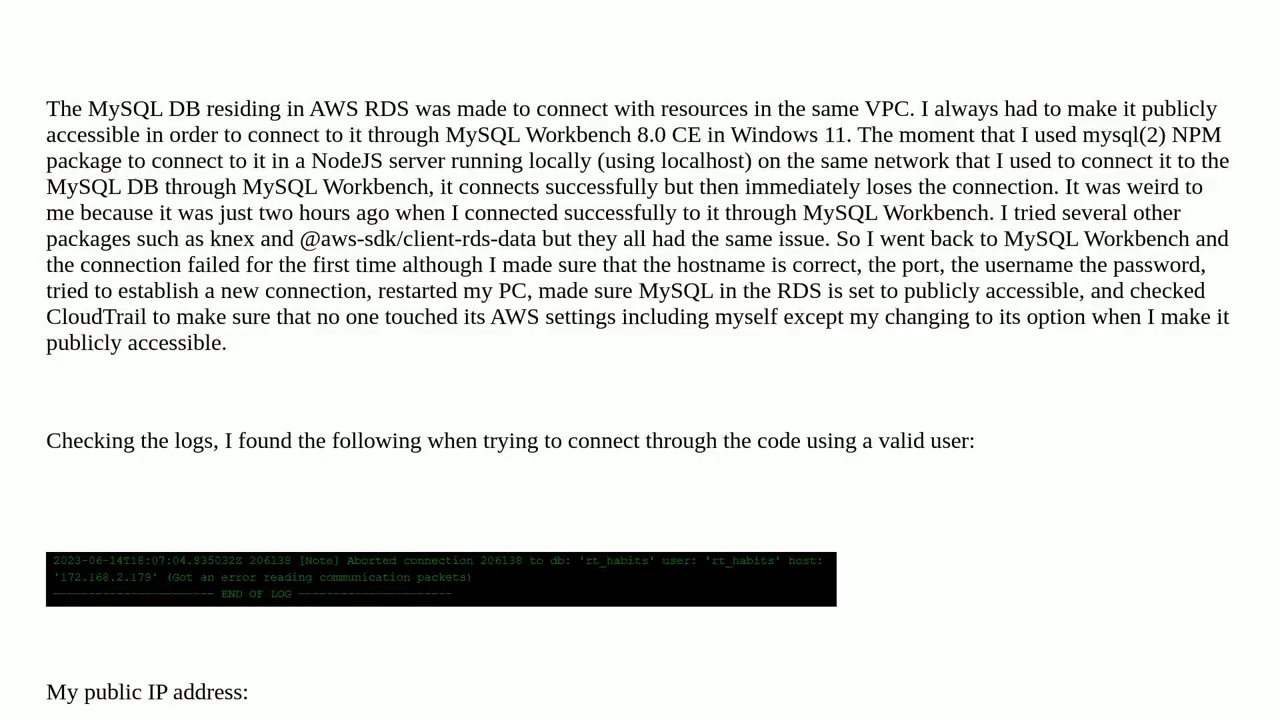 The MySQL DB residing in AWS RDS was made to connect with resources in the same VPC. I always had to make it publicly
accessible in order to connect to it through MySQL Workbench 8.0 CE in Windows 11. The moment that I used mysql(2) NPM
package to connect to it in a NodeJS server running locally (using localhost) on the same network that I used to connect it to the
MySQL DB through MySQL Workbench, it connects successfully but then immediately loses the connection. It was weird to
me because it was just two hours ago when I connected successfully to it through MySQL Workbench. I tried several other
packages such as knex and @aws-sdk/client-rds-data but they all had the same issue. So I went back to MySQL Workbench and
the connection failed for the first time although I made sure that the hostname is correct, the port, the username the password,
tried to establish a new connection, restarted my PC, made sure MySQL in the RDS is set to publicly accessible, and checked
CloudTrail to make sure that no one touched its AWS settings including myself except my changing to its option when I make it
publicly accessible.
Checking the logs, I found the following when trying to connect through the code using a valid user:
2023-06-14T18:07:04.835032Z 206138 [Note] Aborted connection 206138 to db: 'rt_habits' user: 'rt_habits' host:
'172.168.2.179' (Got an error reading communication packets)
----------------------- END OF LOG ----------------------
My public IP address: